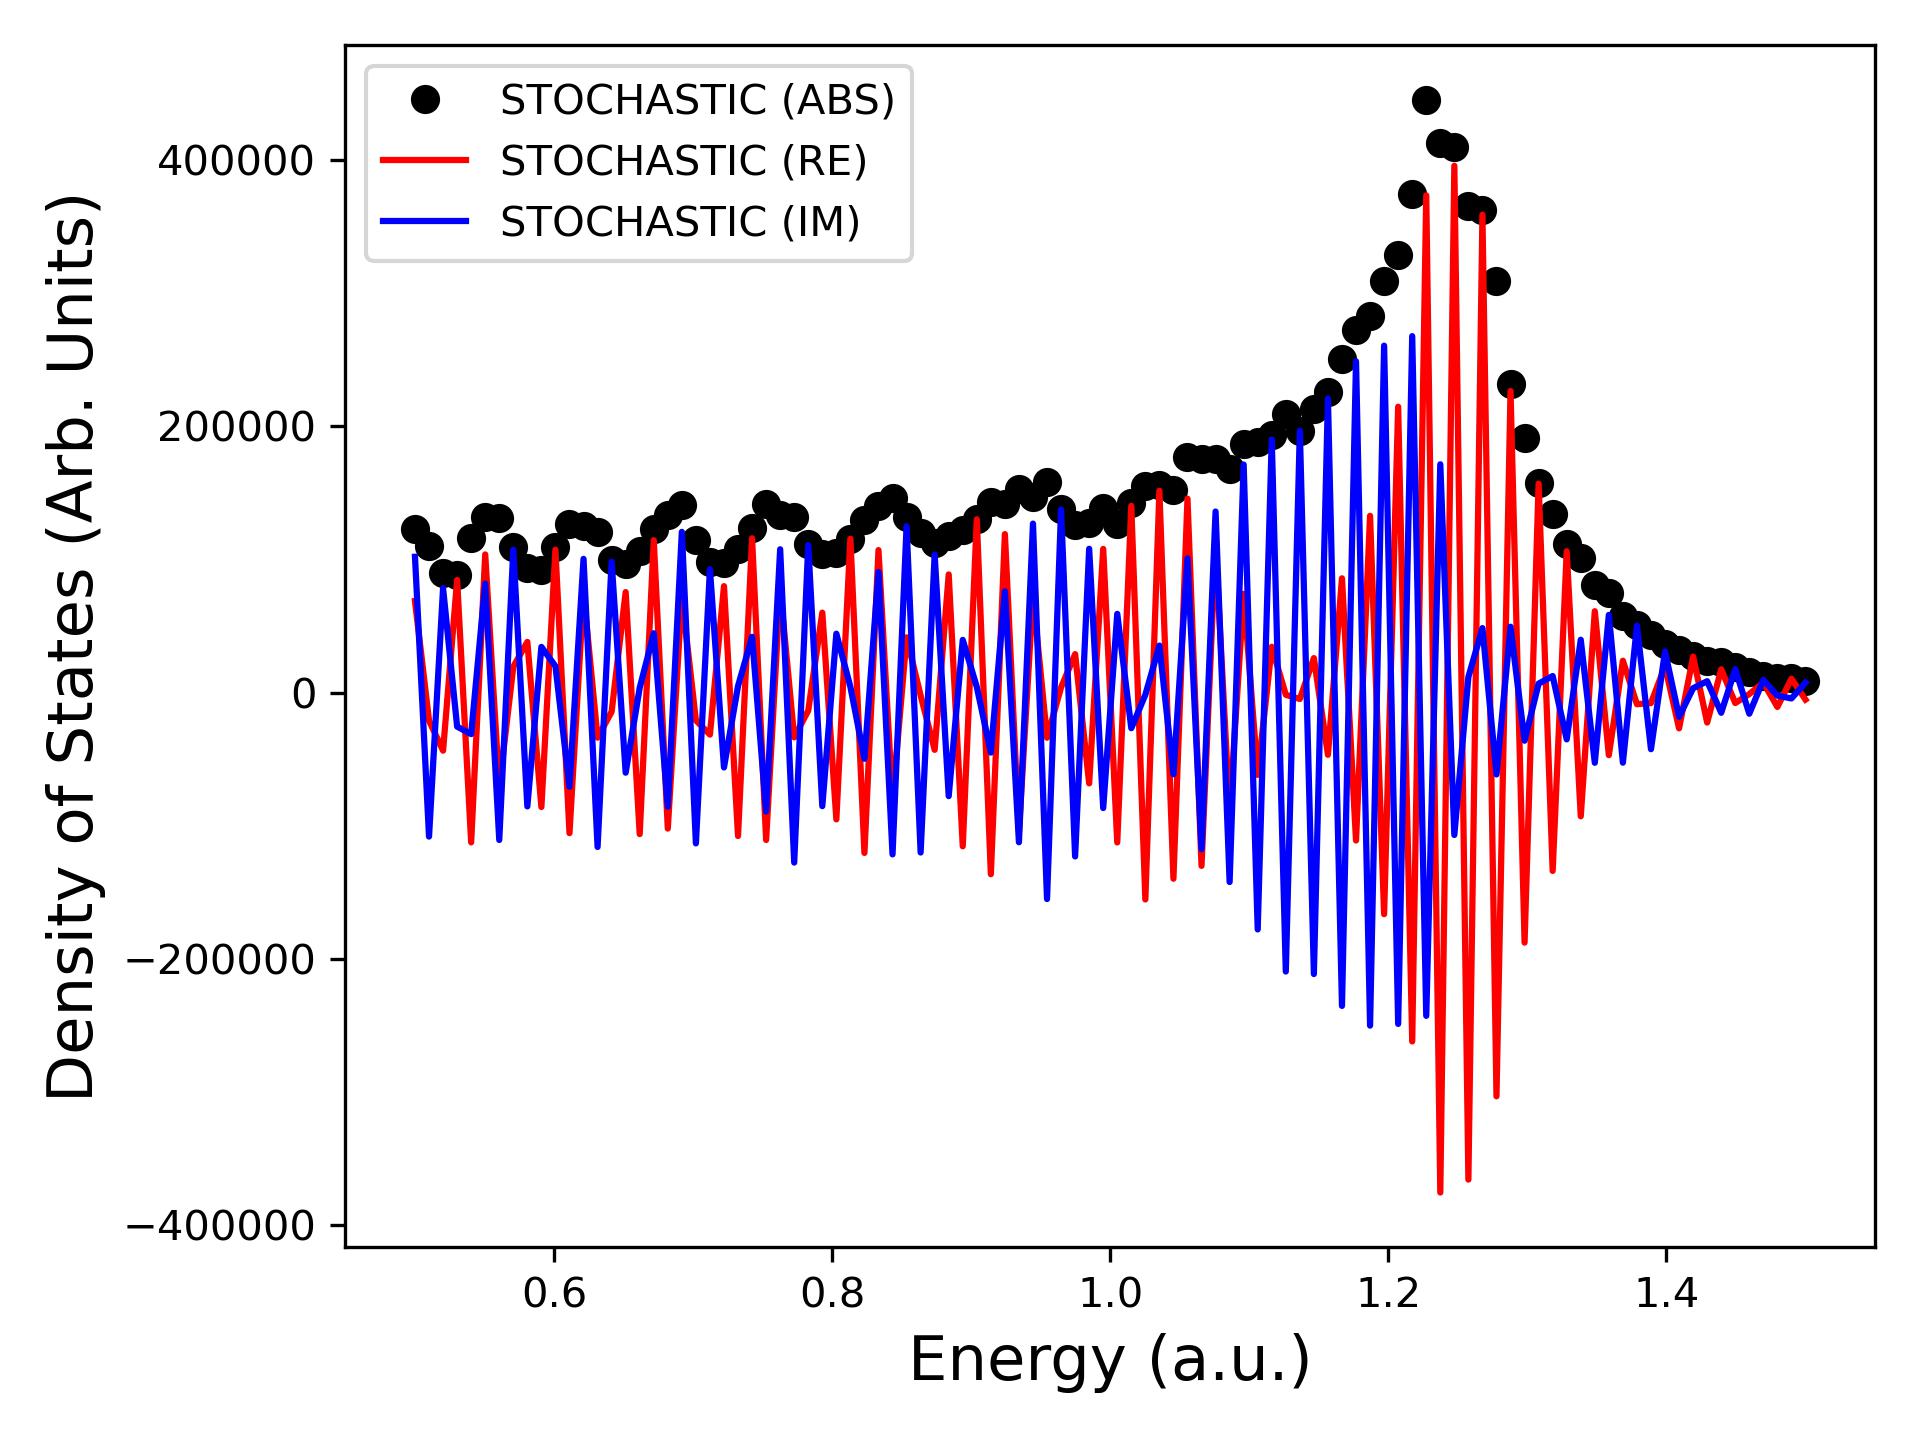 STOCHASTIC (ABS)
STOCHASTIC (RE)
STOCHASTIC (IM)
Density of States (Arb. Units)
400000
200000
0
−200000
−400000
0.6 0.8 1.0 1.2 1.4
Energy (a.u.)